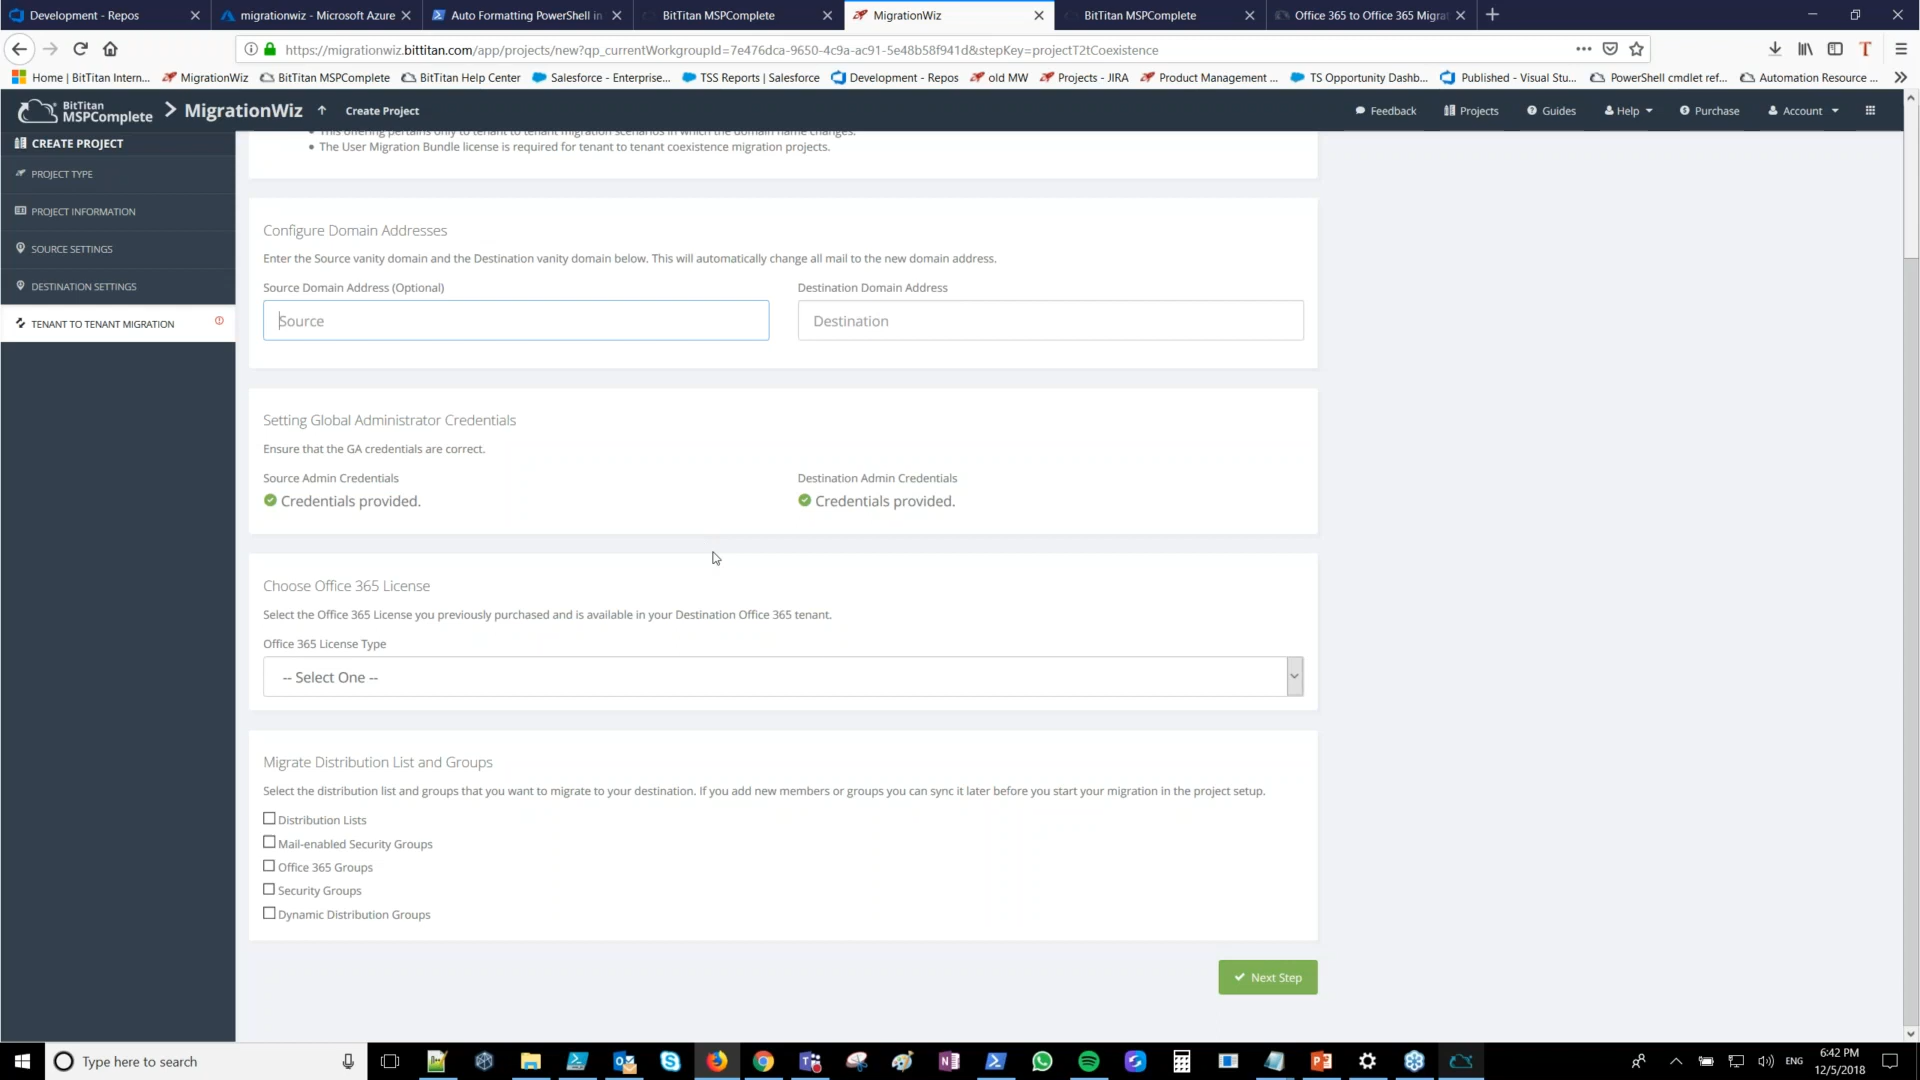 Development - Repos
migrationwiz - Microsoft Azure
Auto Formatting PowerShell in
BitTitan MSPComplete
MigrationWiz
BitTitan MSPComplete
Office 365 to Office 365 Migrat
https://migrationwiz.bittitan.com/app/projects/new?qp_currentWorkgroupId=7e476dca-9650-4c9a-ac91-5e48b58f941d&stepKey=projectT2tCoexistence
Home | BitTitan Intern...
MigrationWiz
BitTitan MSPComplete
BitTitan Help Center
Salesforce - Enterprise...
TSS Reports | Salesforce
Development - Repos
old MW
Projects - JIRA
Product Management ...
TS Opportunity Dashb...
Published - Visual Stu...
PowerShell cmdlet ref...
Automation Resource ...
BitTitan
MSPComplete
MigrationWiz
Create Project
Feedback
Projects
Guides
Help
Purchase
Account
CREATE PROJECT
PROJECT TYPE
PROJECT INFORMATION
SOURCE SETTINGS
DESTINATION SETTINGS
TENANT TO TENANT MIGRATION
This offering pertains only to tenant to tenant migration scenarios in which the domain name changes.
The User Migration Bundle license is required for tenant to tenant coexistence migration projects.
Configure Domain Addresses
Enter the Source vanity domain and the Destination vanity domain below. This will automatically change all mail to the new domain address.
Source Domain Address (Optional)
Destination Domain Address
Source
Destination
Setting Global Administrator Credentials
Ensure that the GA credentials are correct.
Source Admin Credentials
Destination Admin Credentials
Credentials provided.
Credentials provided.
Choose Office 365 License
Select the Office 365 License you previously purchased and is available in your Destination Office 365 tenant.
Office 365 License Type
-- Select One --
Migrate Distribution List and Groups
Select the distribution list and groups that you want to migrate to your destination. If you add new members or groups you can sync it later before you start your migration in the project setup.
Distribution Lists
Mail-enabled Security Groups
Office 365 Groups
Security Groups
Dynamic Distribution Groups
Next Step
Type here to search
ENG
6:42 PM
12/5/2018